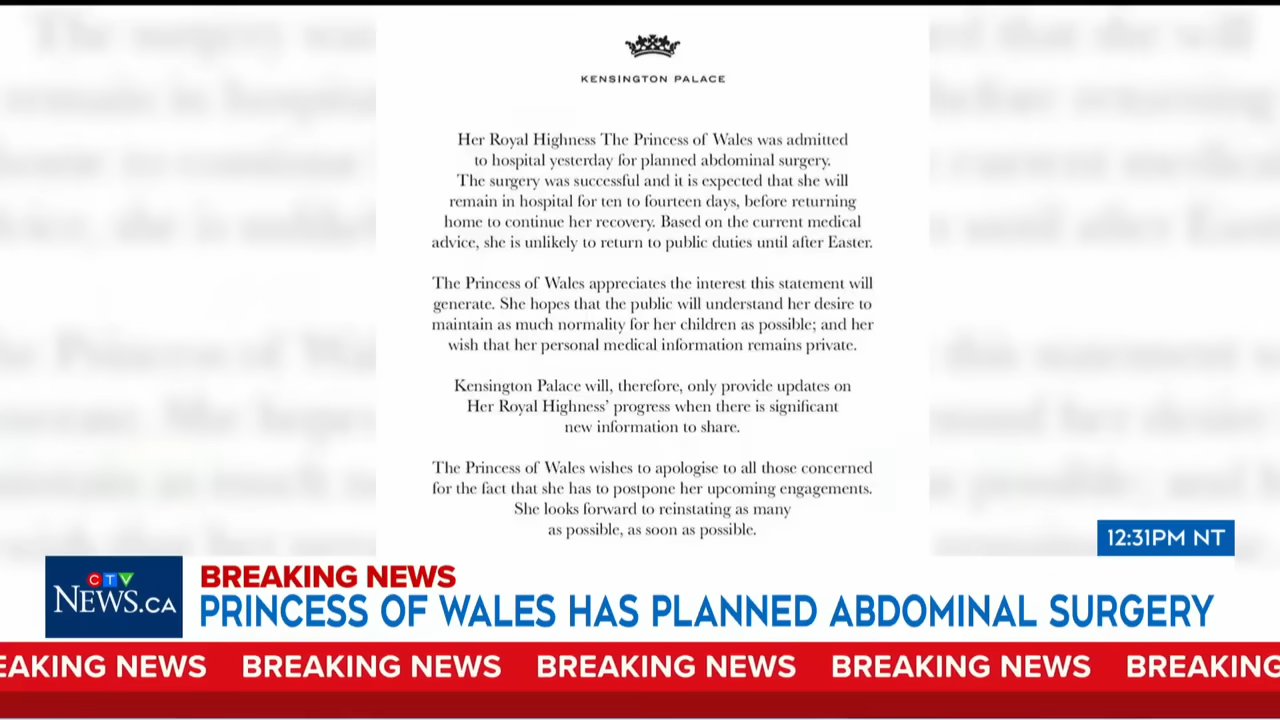 KENSINGTON PALACE
Her Royal Highness The Princess of Wales was admitted
to hospital yesterday for planned abdominal surgery.
The surgery was successful and it is expected that she will
remain in hospital for ten to fourteen days, before returning
home to continue her recovery. Based on the current medical
advice, she is unlikely to return to public duties until after Easter.
The Princess of Wales appreciates the interest this statement will
generate. She hopes that the public will understand her desire to
maintain as much normality for her children as possible; and her
wish that her personal medical information remains private.
Kensington Palace will, therefore, only provide updates on
Her Royal Highness’ progress when there is significant
new information to share.
The Princess of Wales wishes to apologise to all those concerned
for the fact that she has to postpone her upcoming engagements.
She looks forward to reinstating as many
as possible, as soon as possible.
12:31PM NT
CTV
NEWS.CA
BREAKING NEWS
PRINCESS OF WALES HAS PLANNED ABDOMINAL SURGERY
EAKING NEWS BREAKING NEWS BREAKING NEWS BREAKING NEWS BREAKING